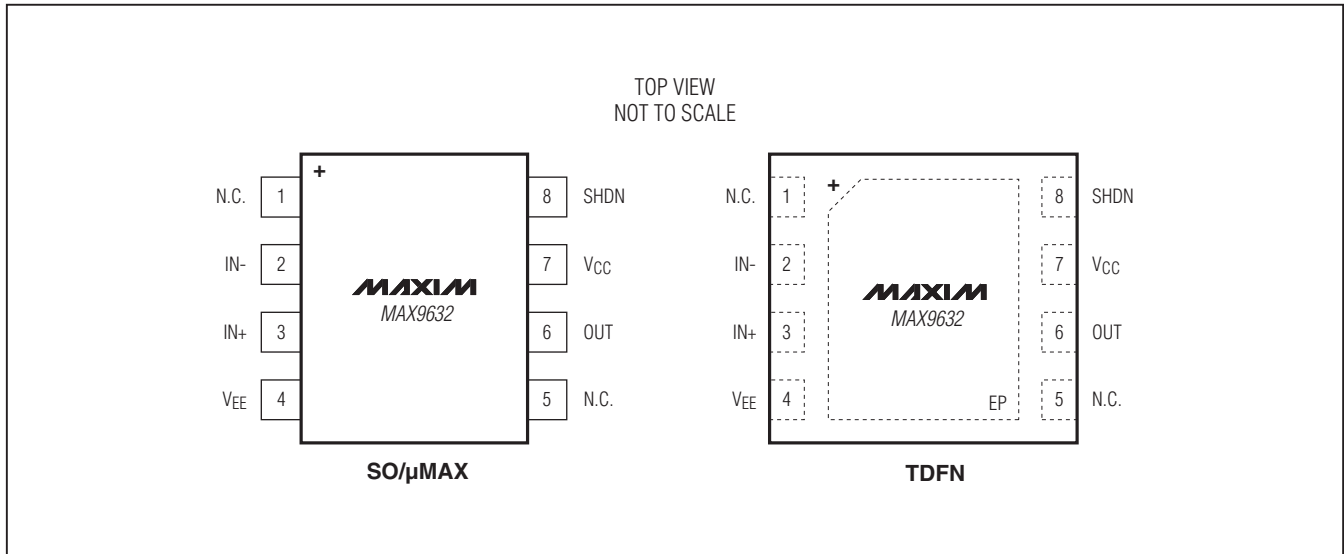 TOP VIEW
NOT TO SCALE
+
N.C. 1
8 SHDN
IN- 2
7 VCC
MAXIM
MAX9632
IN+ 3
6 OUT
VEE 4
5 N.C.
SO/µMAX
+
N.C. 1
8 SHDN
IN- 2
7 VCC
MAXIM
MAX9632
IN+ 3
6 OUT
VEE 4
EP
5 N.C.
TDFN